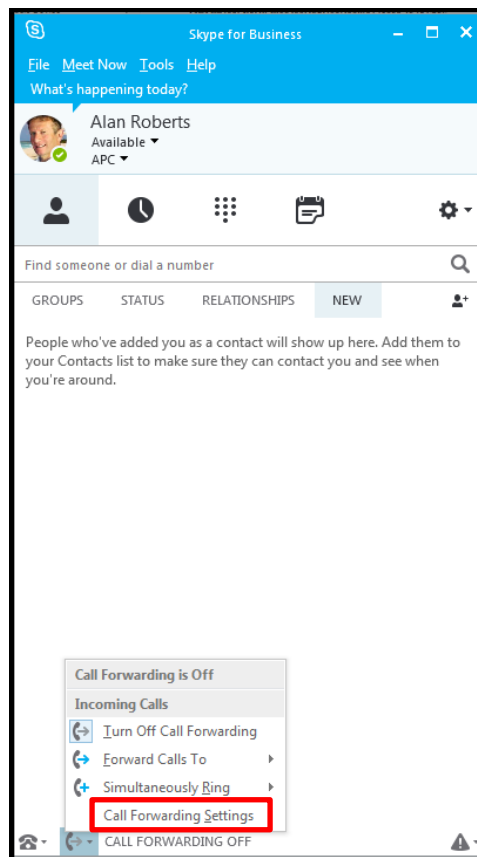 Skype for Business
File Meet Now Tools Help
What's happening today?
Alan Roberts
Available
APC
Find someone or dial a number
GROUPS STATUS RELATIONSHIPS NEW
People who've added you as a contact will show up here. Add them to
your Contacts list to make sure they can contact you and see when
you're around.
Call Forwarding is Off
Incoming Calls
Turn Off Call Forwarding
Forward Calls To
Simultaneously Ring
Call Forwarding Settings
CALL FORWARDING OFF